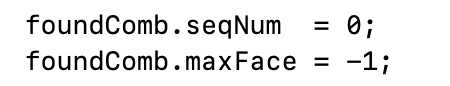 foundComb.seqNum  = 0;
foundComb.maxFace = -1;